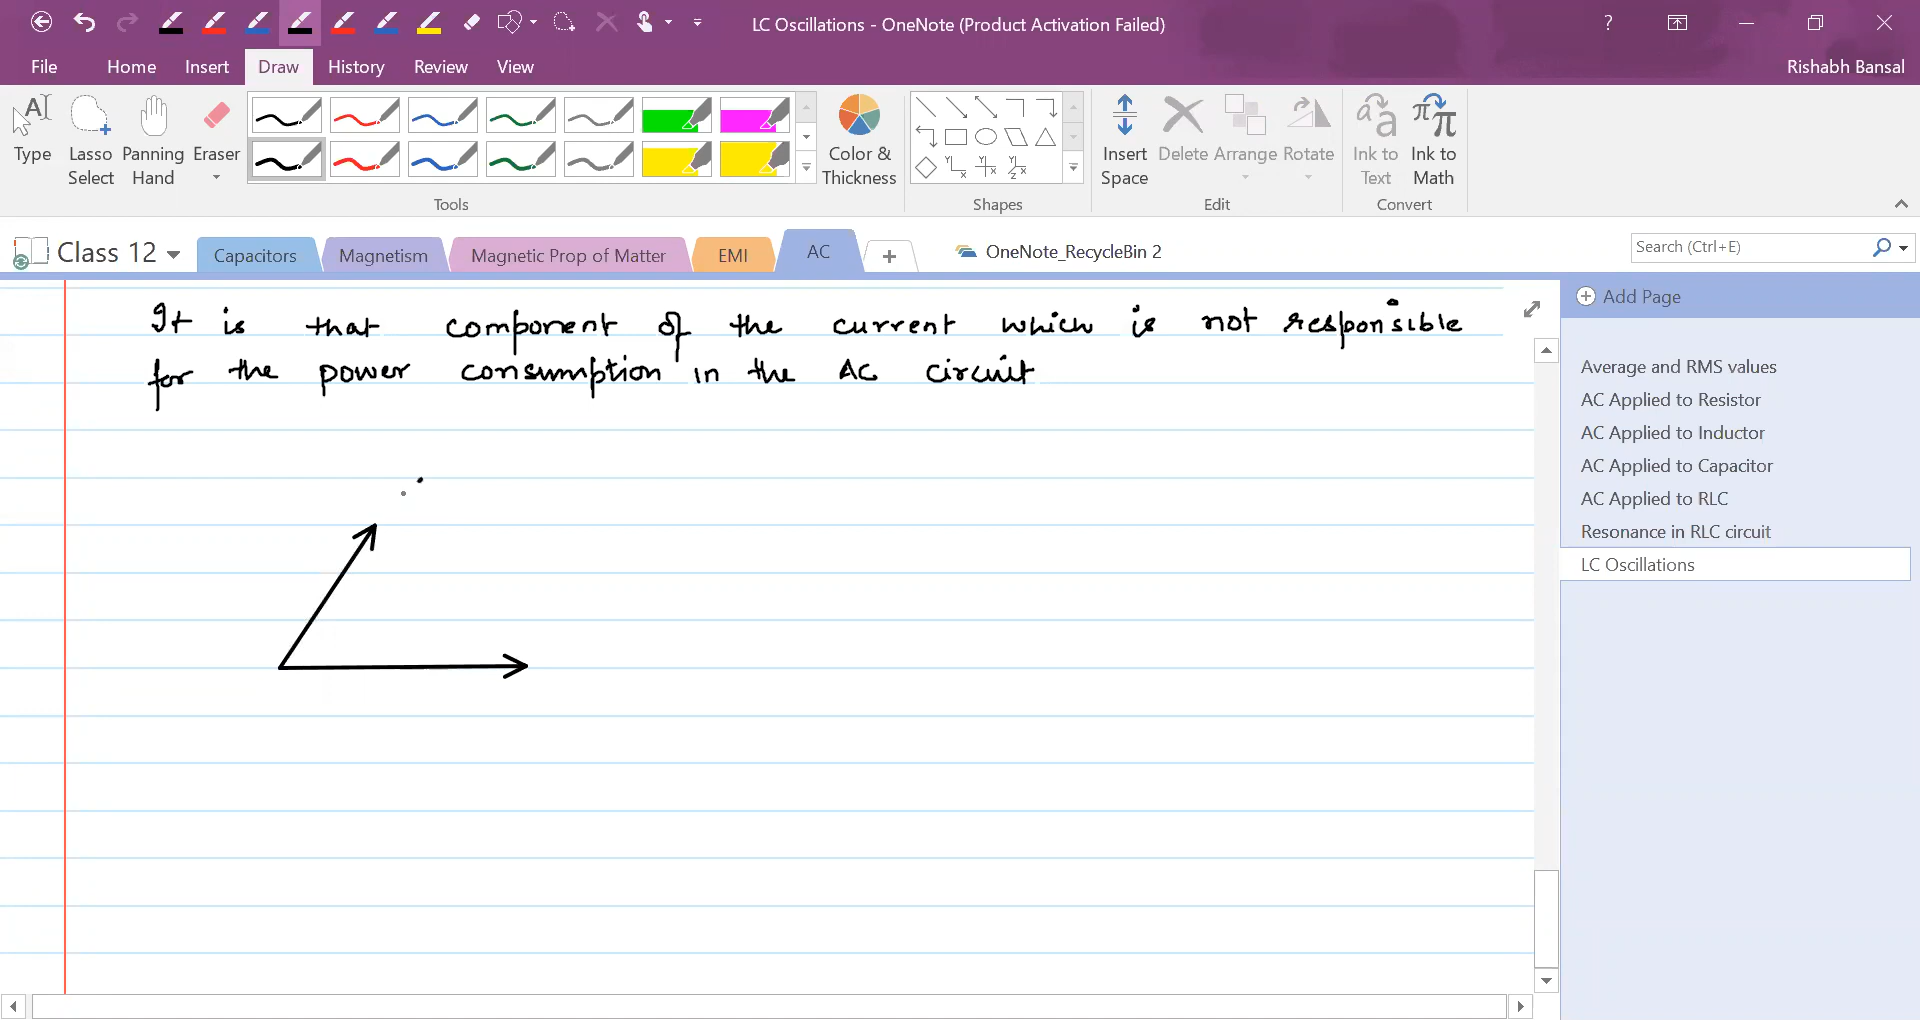 LC Oscillations - OneNote (Product Activation Failed)
?
File Home Insert Draw History Review View
Rishabh Bansal
Type
Lasso Select
Panning Hand
Eraser
Color & Thickness
Insert Space
Delete
Arrange
Rotate
Ink to Text
Ink to Math
Tools
Shapes
Edit
Convert
Class 12
Capacitors
Magnetism
Magnetic Prop of Matter
EMI
AC
OneNote_RecycleBin 2
Search (Ctrl+E)
It is that component of the current which is not responsible
for the power consumption in the AC circuit
Add Page
Average and RMS values
AC Applied to Resistor
AC Applied to Inductor
AC Applied to Capacitor
AC Applied to RLC
Resonance in RLC circuit
LC Oscillations